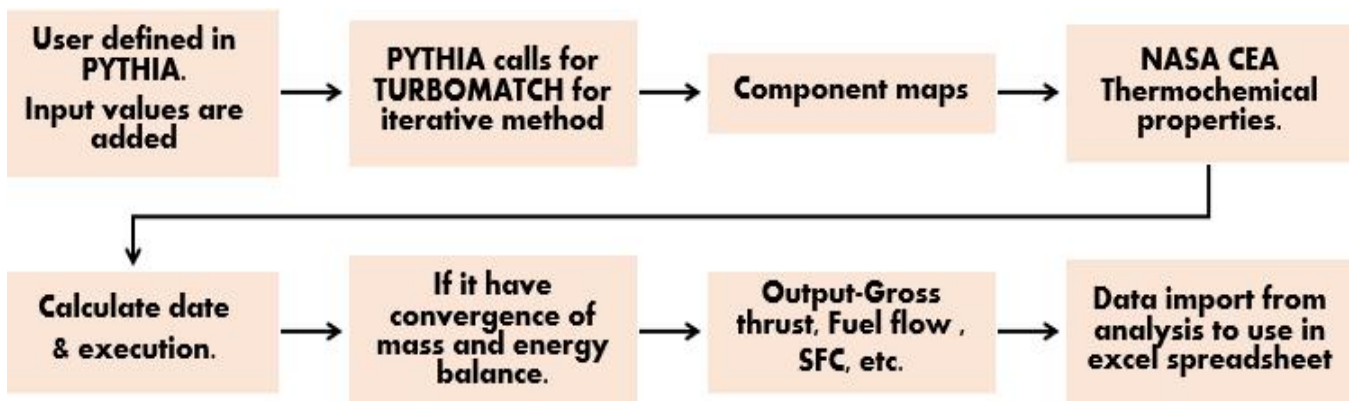 User defined in
PYTHIA.
Input values are
added
PYTHIA calls for
TURBOMATCH for
iterative method
Component maps
NASA CEA
Thermochemical
properties.
Calculate date
& execution.
If it have
convergence of
mass and energy
balance.
Output-Gross
thrust, Fuel flow ,
SFC, etc.
Data import from
analysis to use in
excel spreadsheet